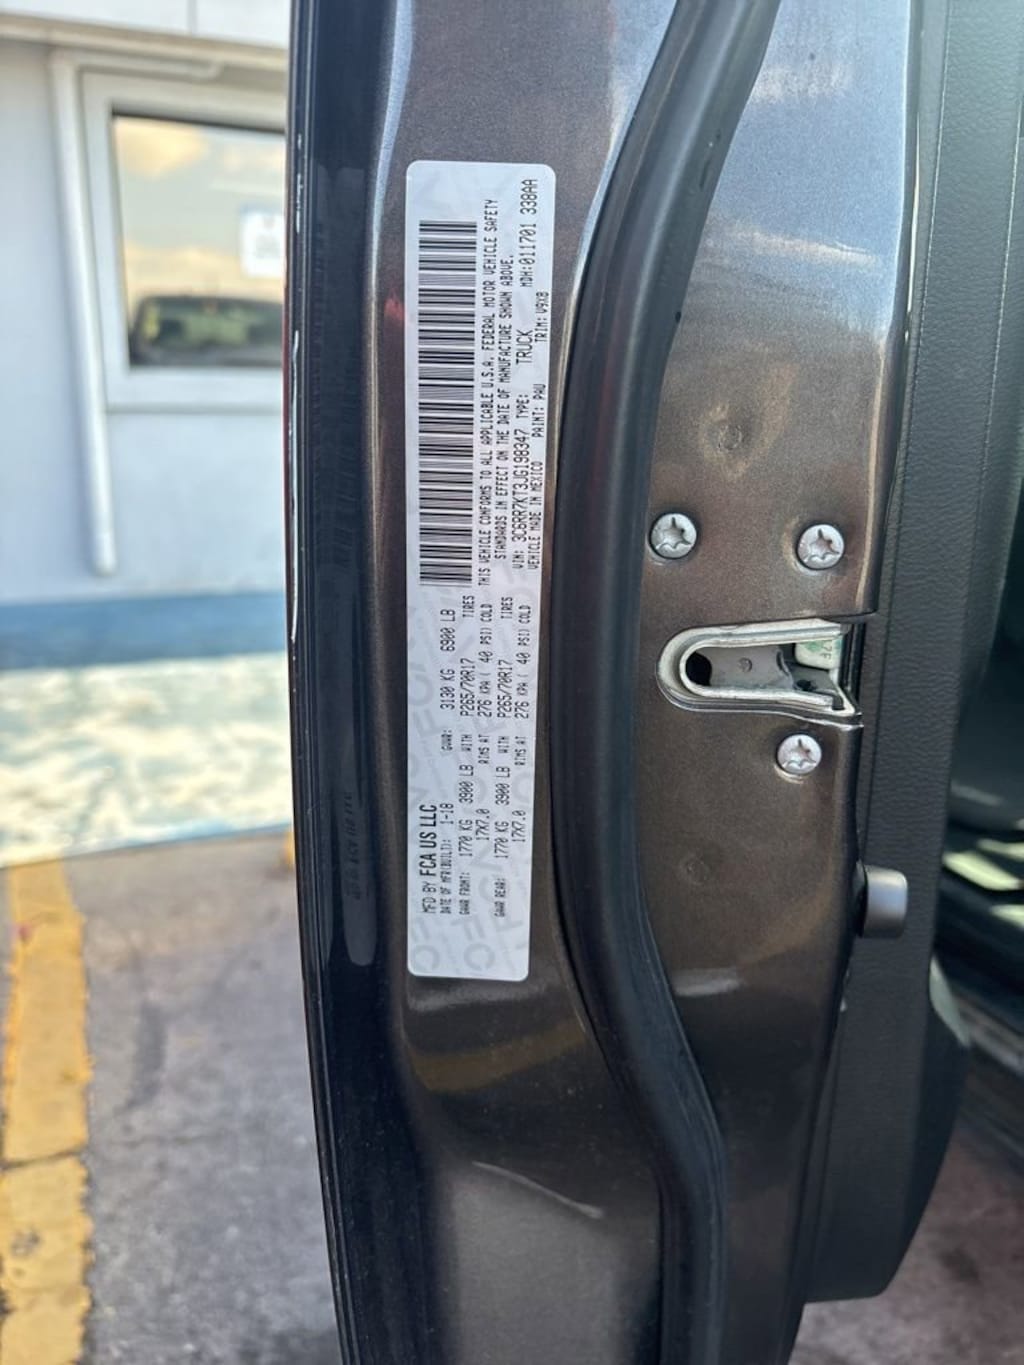 MFD BY FCA US LLC
DATE OF MFR(BUILT): 1-18 GVWR: 3130 KG 6900 LB
GAWR FRONT: 1770 KG 3900 LB WITH P265/70R17 TIRES
17X7.0 RIMS AT 276 KPA ( 40 PSI) COLD
GAWR REAR: 1770 KG 3900 LB WITH P265/70R17 TIRES
17X7.0 RIMS AT 276 KPA ( 40 PSI) COLD
THIS VEHICLE CONFORMS TO ALL APPLICABLE U.S.A. FEDERAL MOTOR VEHICLE SAFETY
STANDARDS IN EFFECT ON THE DATE OF MANUFACTURE SHOWN ABOVE.
VIN: 3C6RR7KT3JG198347 TYPE: TRUCK MDH:011701 338AA
VEHICLE MADE IN MEXICO PAINT: PAU TRIM: V9X8